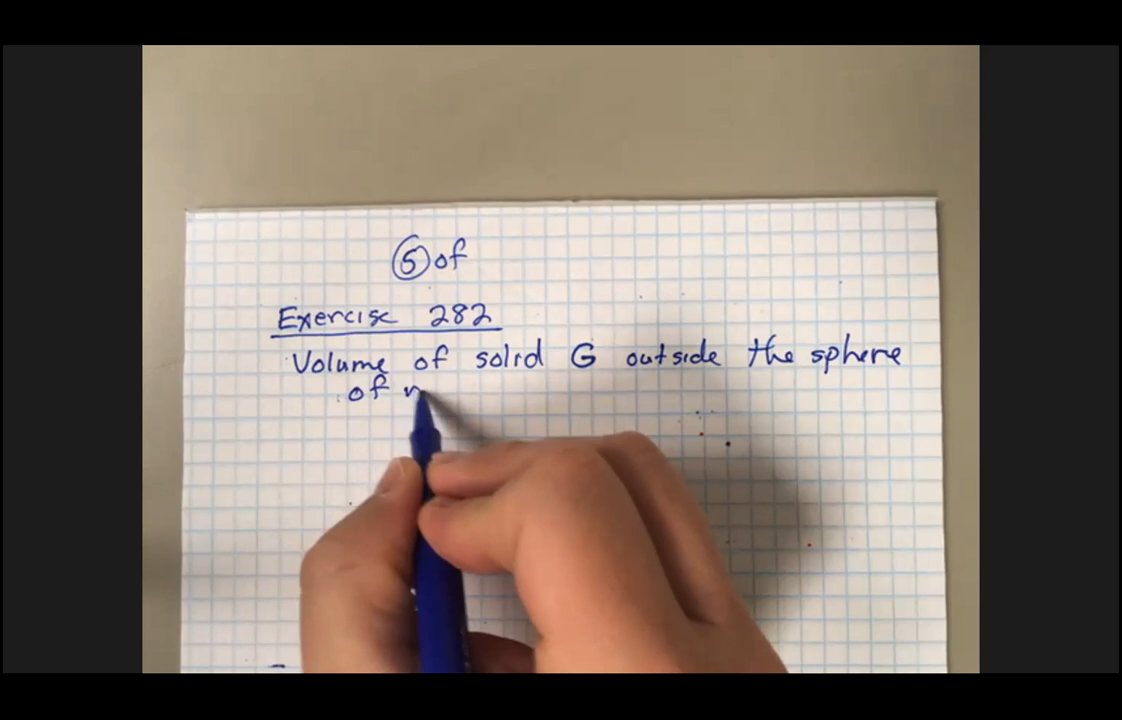 ⑤ of
Exercise 282
Volume of solid G outside the sphere
of